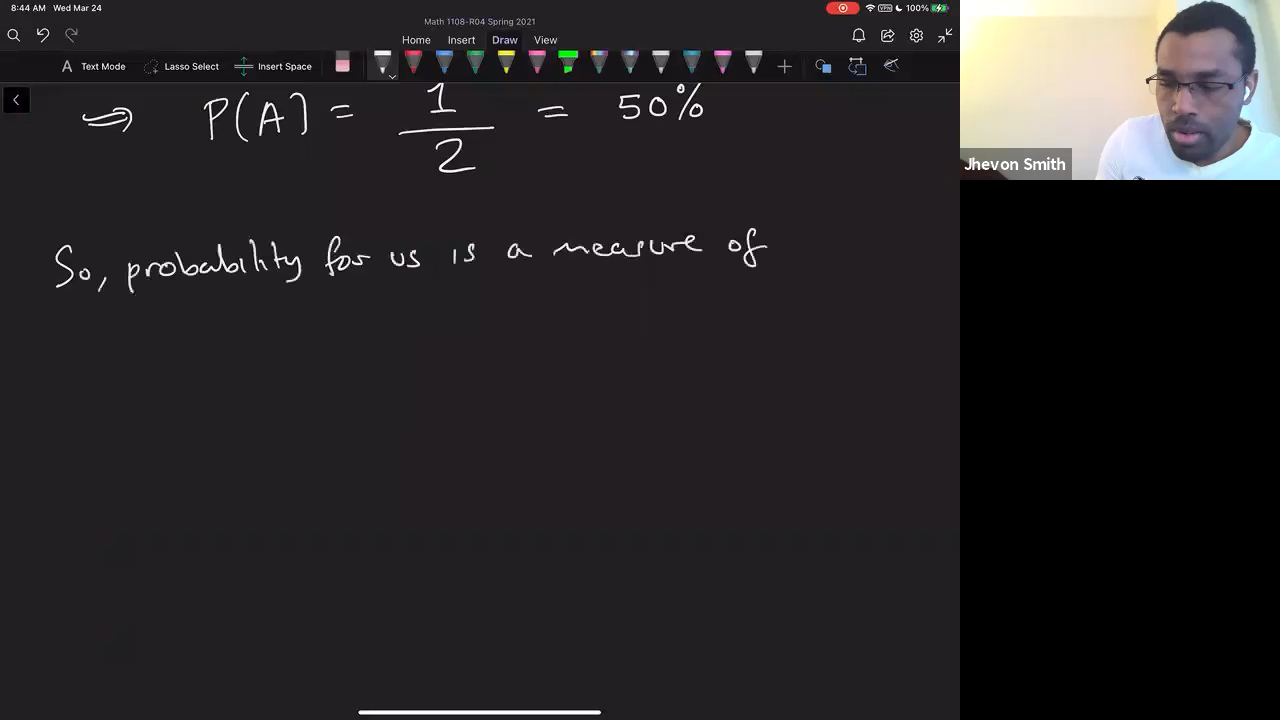 8:44 AM Wed Mar 24
VPN 100%
Math 1108-R04 Spring 2021
Home Insert Draw View
A Text Mode Lasso Select Insert Space
⇒ P(A) = 1/2 = 50%
Jhevon Smith
So, probability for us is a measure of